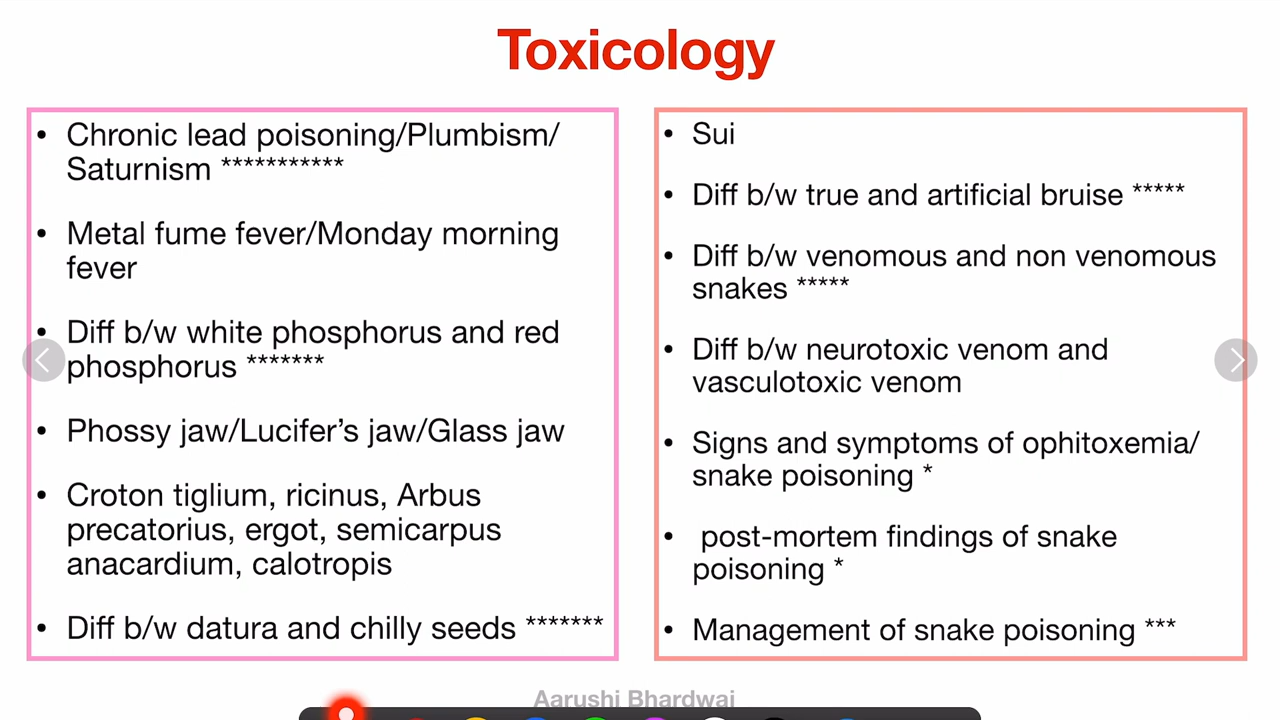 Toxicology
• Chronic lead poisoning/Plumbism/
Saturnism ***********
• Metal fume fever/Monday morning
fever
• Diff b/w white phosphorus and red
phosphorus *******
• Phossy jaw/Lucifer’s jaw/Glass jaw
• Croton tiglium, ricinus, Arbus
precatorius, ergot, semicarpus
anacardium, calotropis
• Diff b/w datura and chilly seeds *******
• Sui
• Diff b/w true and artificial bruise *****
• Diff b/w venomous and non venomous
snakes *****
• Diff b/w neurotoxic venom and
vasculotoxic venom
• Signs and symptoms of ophitoxemia/
snake poisoning *
• post-mortem findings of snake
poisoning *
• Management of snake poisoning ***
Aarushi Bhardwaj